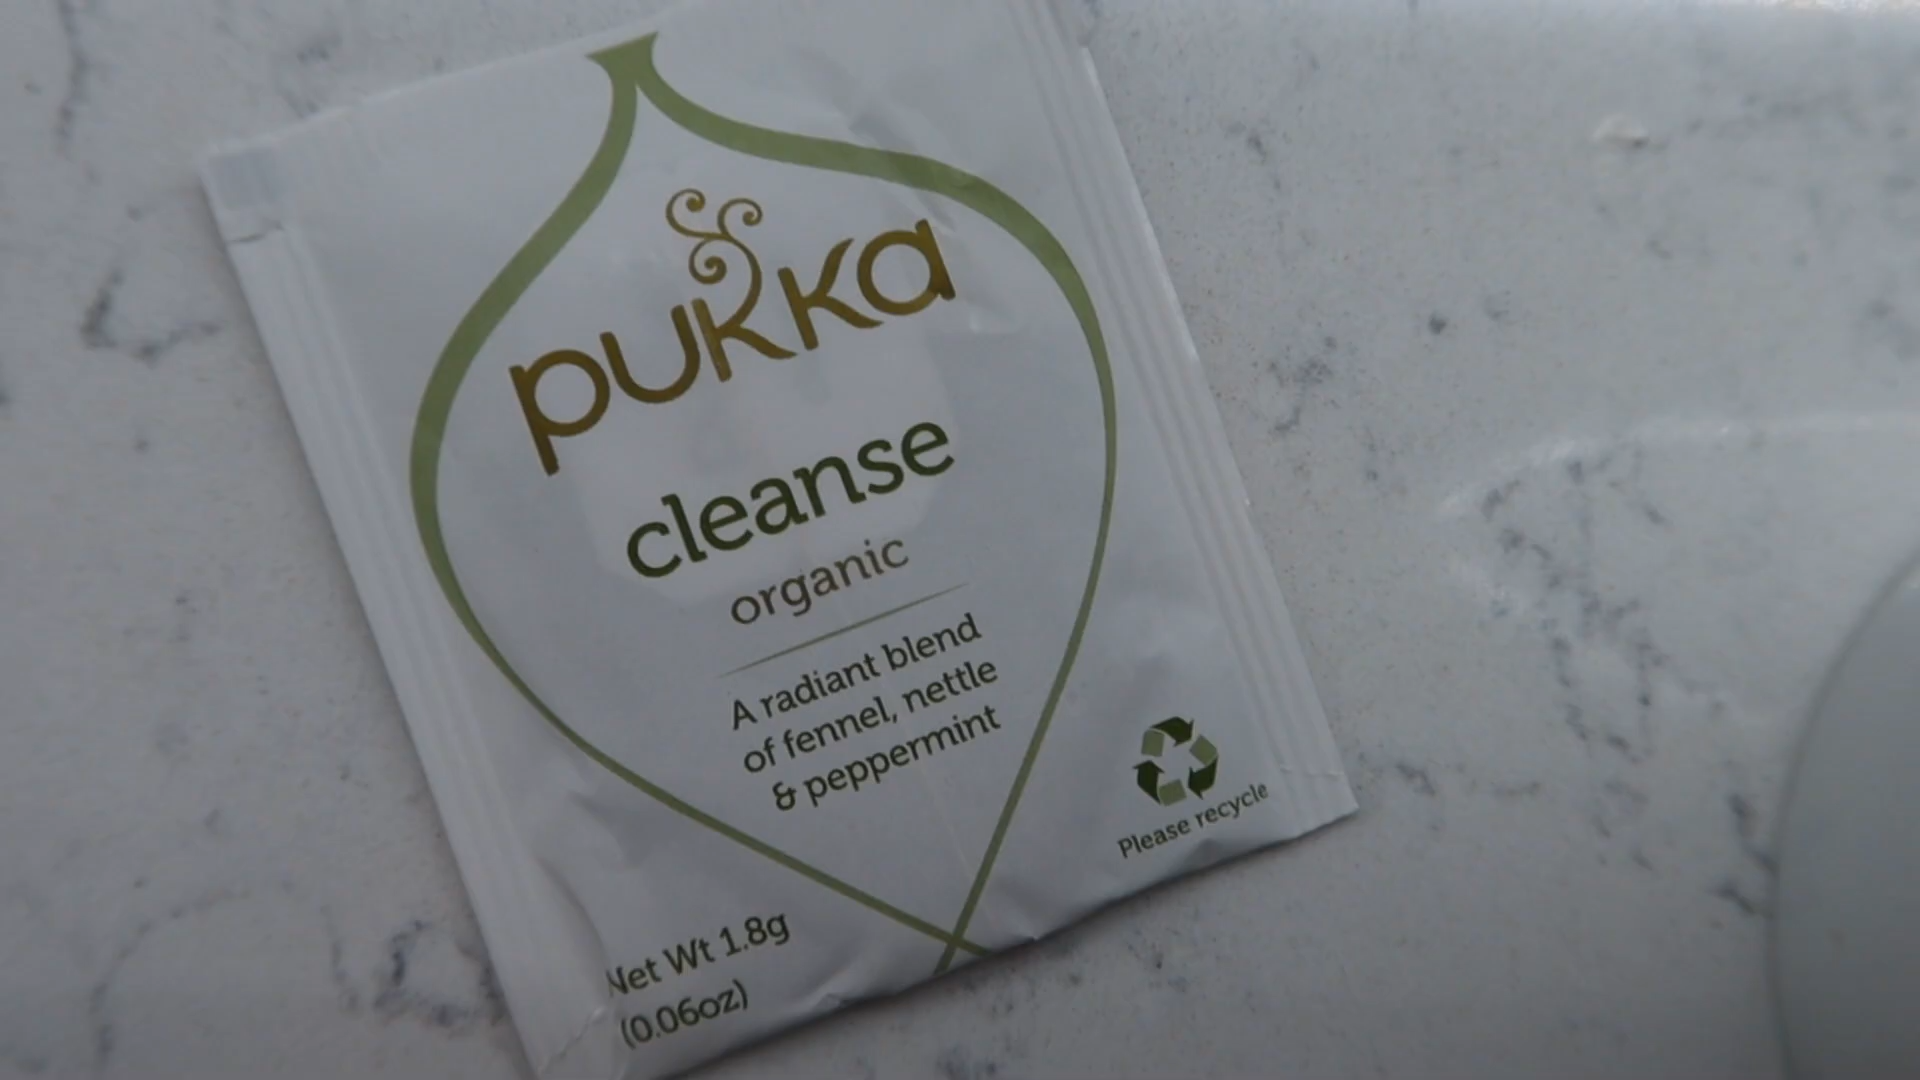 pukka
cleanse
organic
A radiant blend
of fennel, nettle
& peppermint
Please recycle
Net Wt 1.8g
(0.06oz)